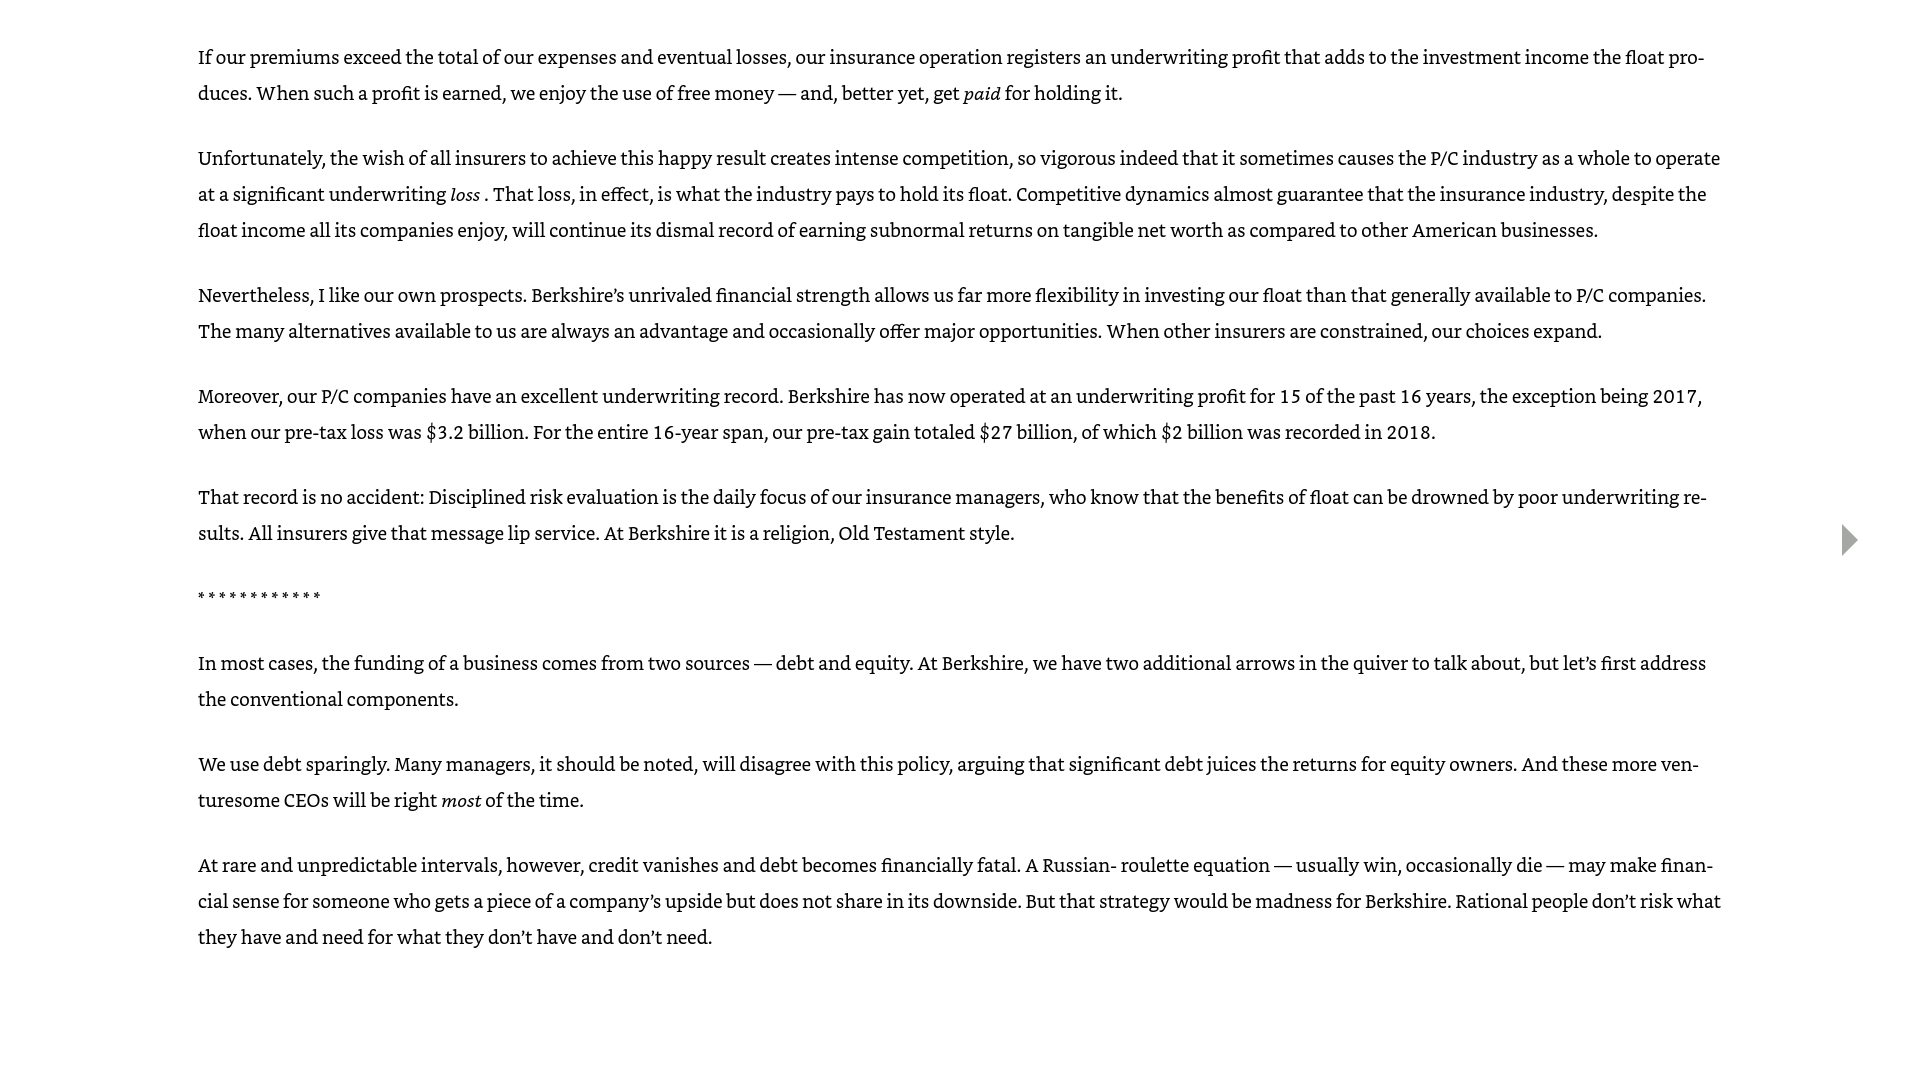 If our premiums exceed the total of our expenses and eventual losses, our insurance operation registers an underwriting profit that adds to the investment income the float pro-
duces. When such a profit is earned, we enjoy the use of free money — and, better yet, get paid for holding it.
Unfortunately, the wish of all insurers to achieve this happy result creates intense competition, so vigorous indeed that it sometimes causes the P/C industry as a whole to operate
at a significant underwriting loss . That loss, in effect, is what the industry pays to hold its float. Competitive dynamics almost guarantee that the insurance industry, despite the
float income all its companies enjoy, will continue its dismal record of earning subnormal returns on tangible net worth as compared to other American businesses.
Nevertheless, I like our own prospects. Berkshire’s unrivaled financial strength allows us far more flexibility in investing our float than that generally available to P/C companies.
The many alternatives available to us are always an advantage and occasionally offer major opportunities. When other insurers are constrained, our choices expand.
Moreover, our P/C companies have an excellent underwriting record. Berkshire has now operated at an underwriting profit for 15 of the past 16 years, the exception being 2017,
when our pre-tax loss was $3.2 billion. For the entire 16-year span, our pre-tax gain totaled $27 billion, of which $2 billion was recorded in 2018.
That record is no accident: Disciplined risk evaluation is the daily focus of our insurance managers, who know that the benefits of float can be drowned by poor underwriting re-
sults. All insurers give that message lip service. At Berkshire it is a religion, Old Testament style.
* * * * * * * * * * * *
In most cases, the funding of a business comes from two sources — debt and equity. At Berkshire, we have two additional arrows in the quiver to talk about, but let’s first address
the conventional components.
We use debt sparingly. Many managers, it should be noted, will disagree with this policy, arguing that significant debt juices the returns for equity owners. And these more ven-
turesome CEOs will be right most of the time.
At rare and unpredictable intervals, however, credit vanishes and debt becomes financially fatal. A Russian- roulette equation — usually win, occasionally die — may make finan-
cial sense for someone who gets a piece of a company’s upside but does not share in its downside. But that strategy would be madness for Berkshire. Rational people don’t risk what
they have and need for what they don’t have and don’t need.